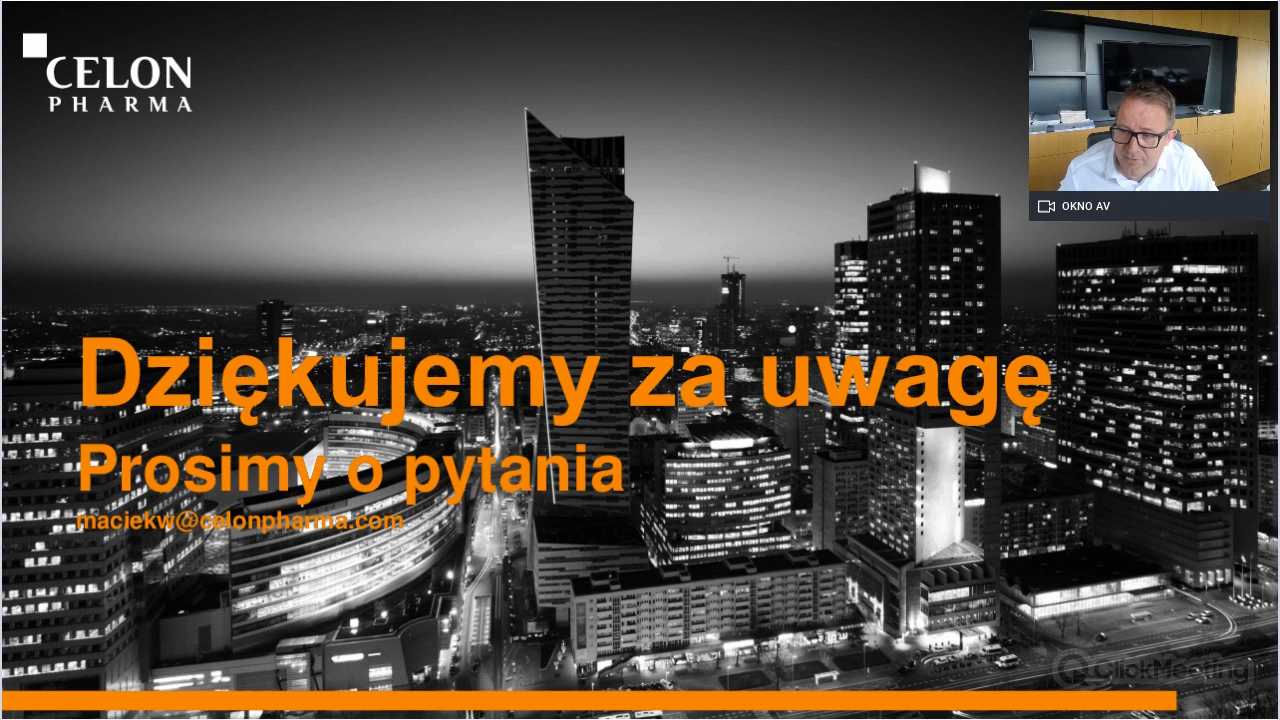 CELON
PHARMA
OKNO AV
Dziękujemy za uwagę
Prosimy o pytania
maciekw@celonpharma.com
ClickMeeting